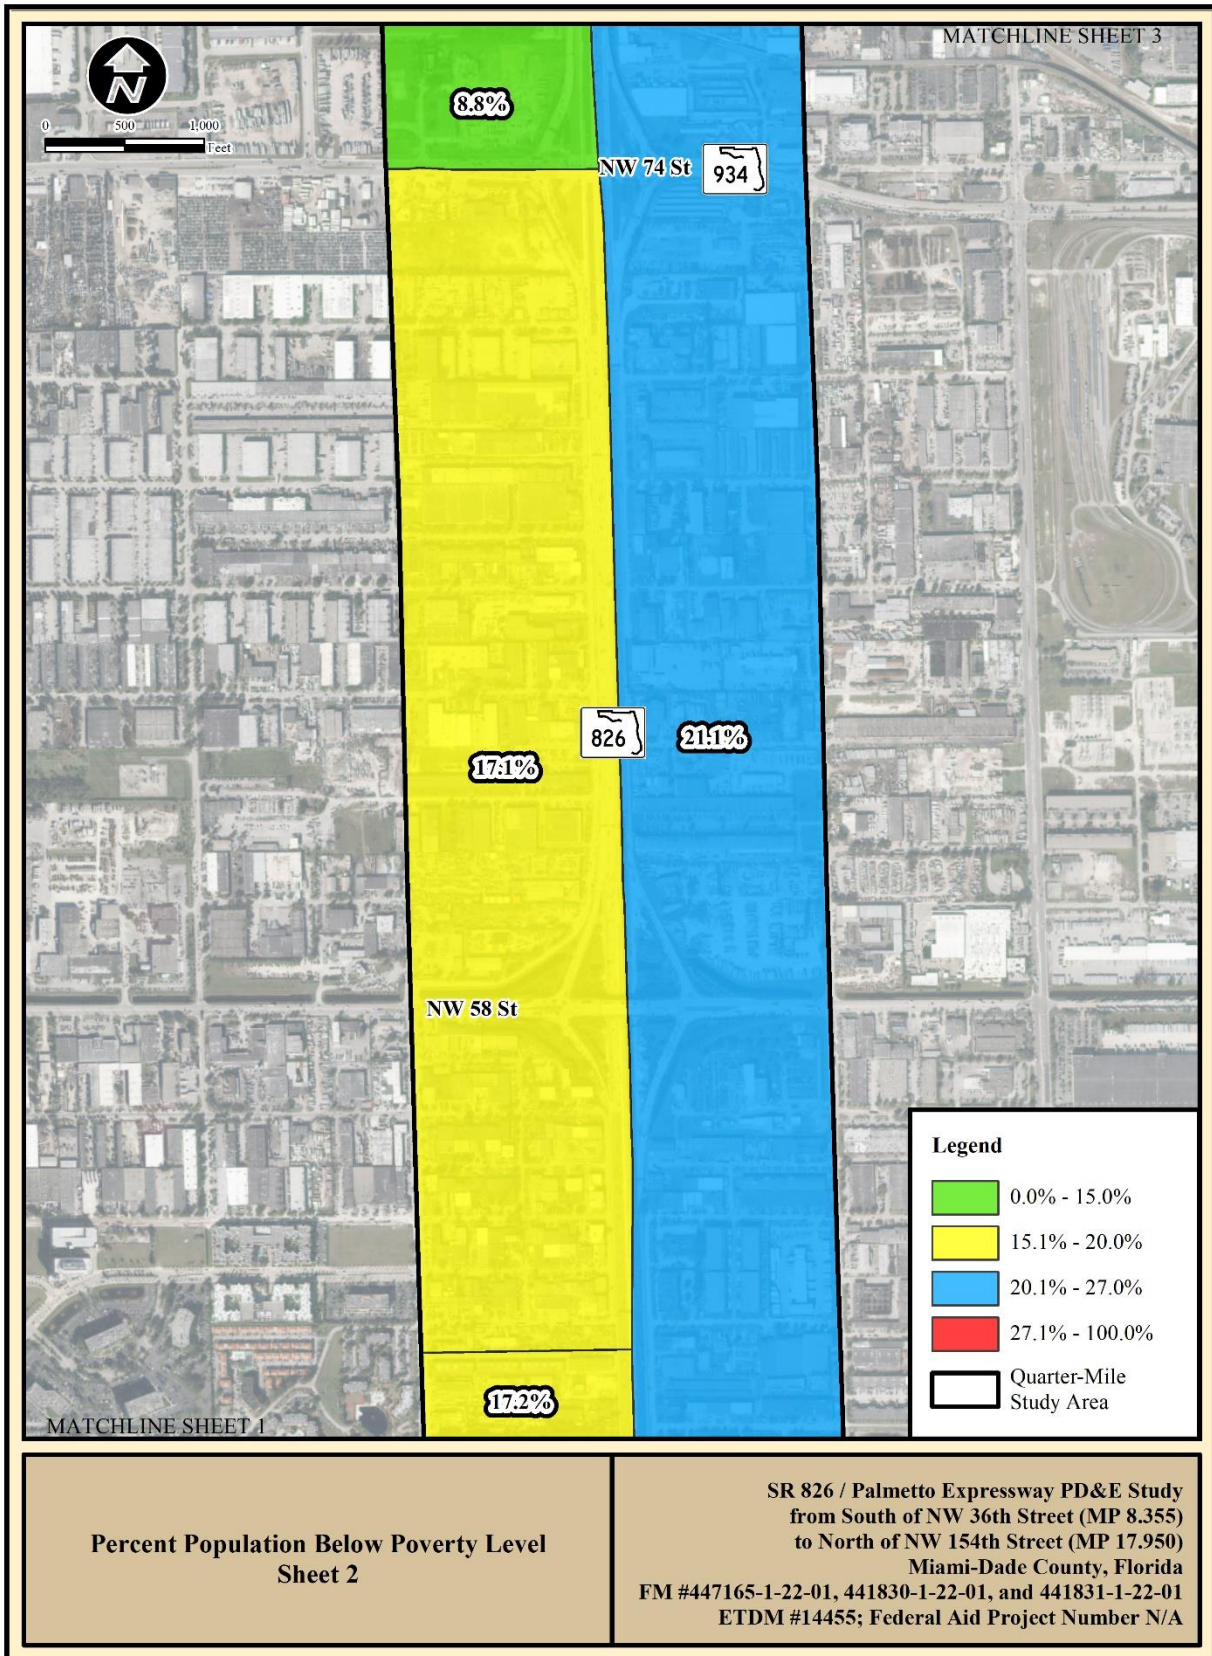 MATCHLINE SHEET 3
N
0 500 1,000
Feet
8.8%
NW 74 St
934
826
21.1%
17.1%
NW 58 St
17.2%
MATCHLINE SHEET 1
Legend
0.0% - 15.0%
15.1% - 20.0%
20.1% - 27.0%
27.1% - 100.0%
Quarter-Mile
Study Area
Percent Population Below Poverty Level
Sheet 2
SR 826 / Palmetto Expressway PD&E Study
from South of NW 36th Street (MP 8.355)
to North of NW 154th Street (MP 17.950)
Miami-Dade County, Florida
FM #447165-1-22-01, 441830-1-22-01, and 441831-1-22-01
ETDM #14455; Federal Aid Project Number N/A